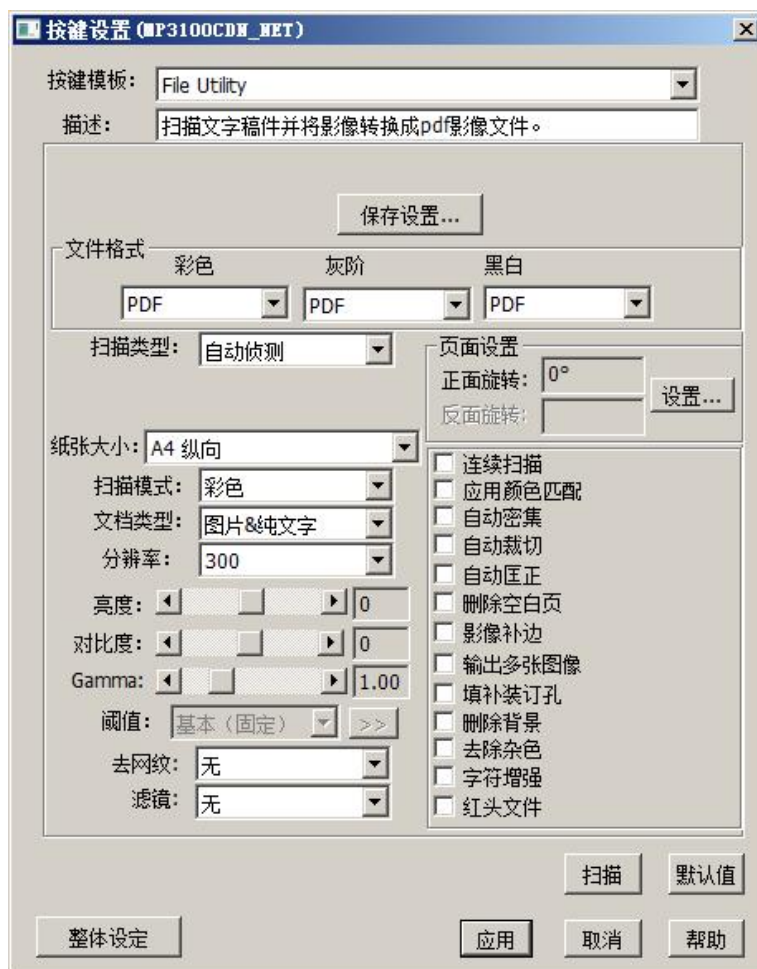 按键设置(MP3100CDN_NET)
按键模板: File Utility
描述: 扫描文字稿件并将影像转换成pdf影像文件。
保存设置...
文件格式
彩色 灰阶 黑白
PDF PDF PDF
扫描类型: 自动侦测
页面设置
正面旋转: 0°
设置...
反面旋转:
纸张大小: A4 纵向
扫描模式: 彩色
文档类型: 图片&纯文字
分辨率: 300
亮度: 0
对比度: 0
Gamma: 1.00
阈值: 基本（固定） >>
去网纹: 无
滤镜: 无
连续扫描
应用颜色匹配
自动密集
自动裁切
自动匡正
删除空白页
影像补边
输出多张图像
填补装订孔
删除背景
去除杂色
字符增强
红头文件
扫描 默认值
整体设定 应用 取消 帮助